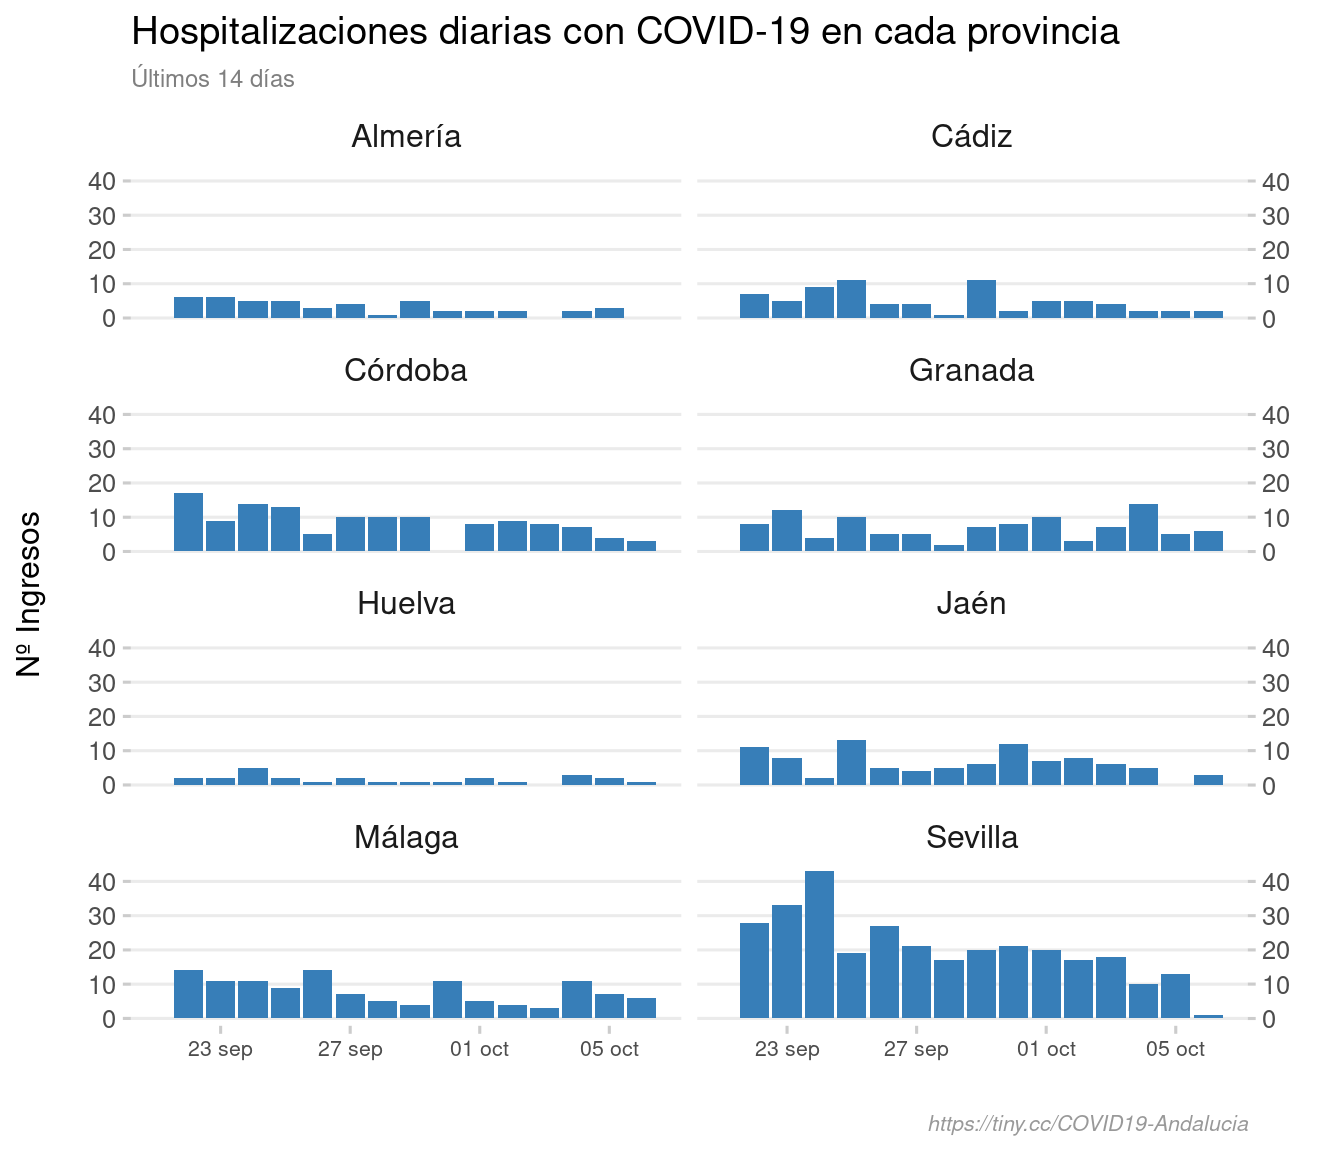 Hospitalizaciones diarias con COVID-19 en cada provincia
Últimos 14 días
Almería
Cádiz
40
30
20
10
0
40
30
20
10
0
Córdoba
Granada
40
30
20
10
0
40
30
20
10
0
Nº Ingresos
Huelva
Jaén
40
30
20
10
0
40
30
20
10
0
Málaga
Sevilla
40
30
20
10
0
40
30
20
10
0
23 sep 27 sep 01 oct 05 oct
23 sep 27 sep 01 oct 05 oct
https://tiny.cc/COVID19-Andalucia